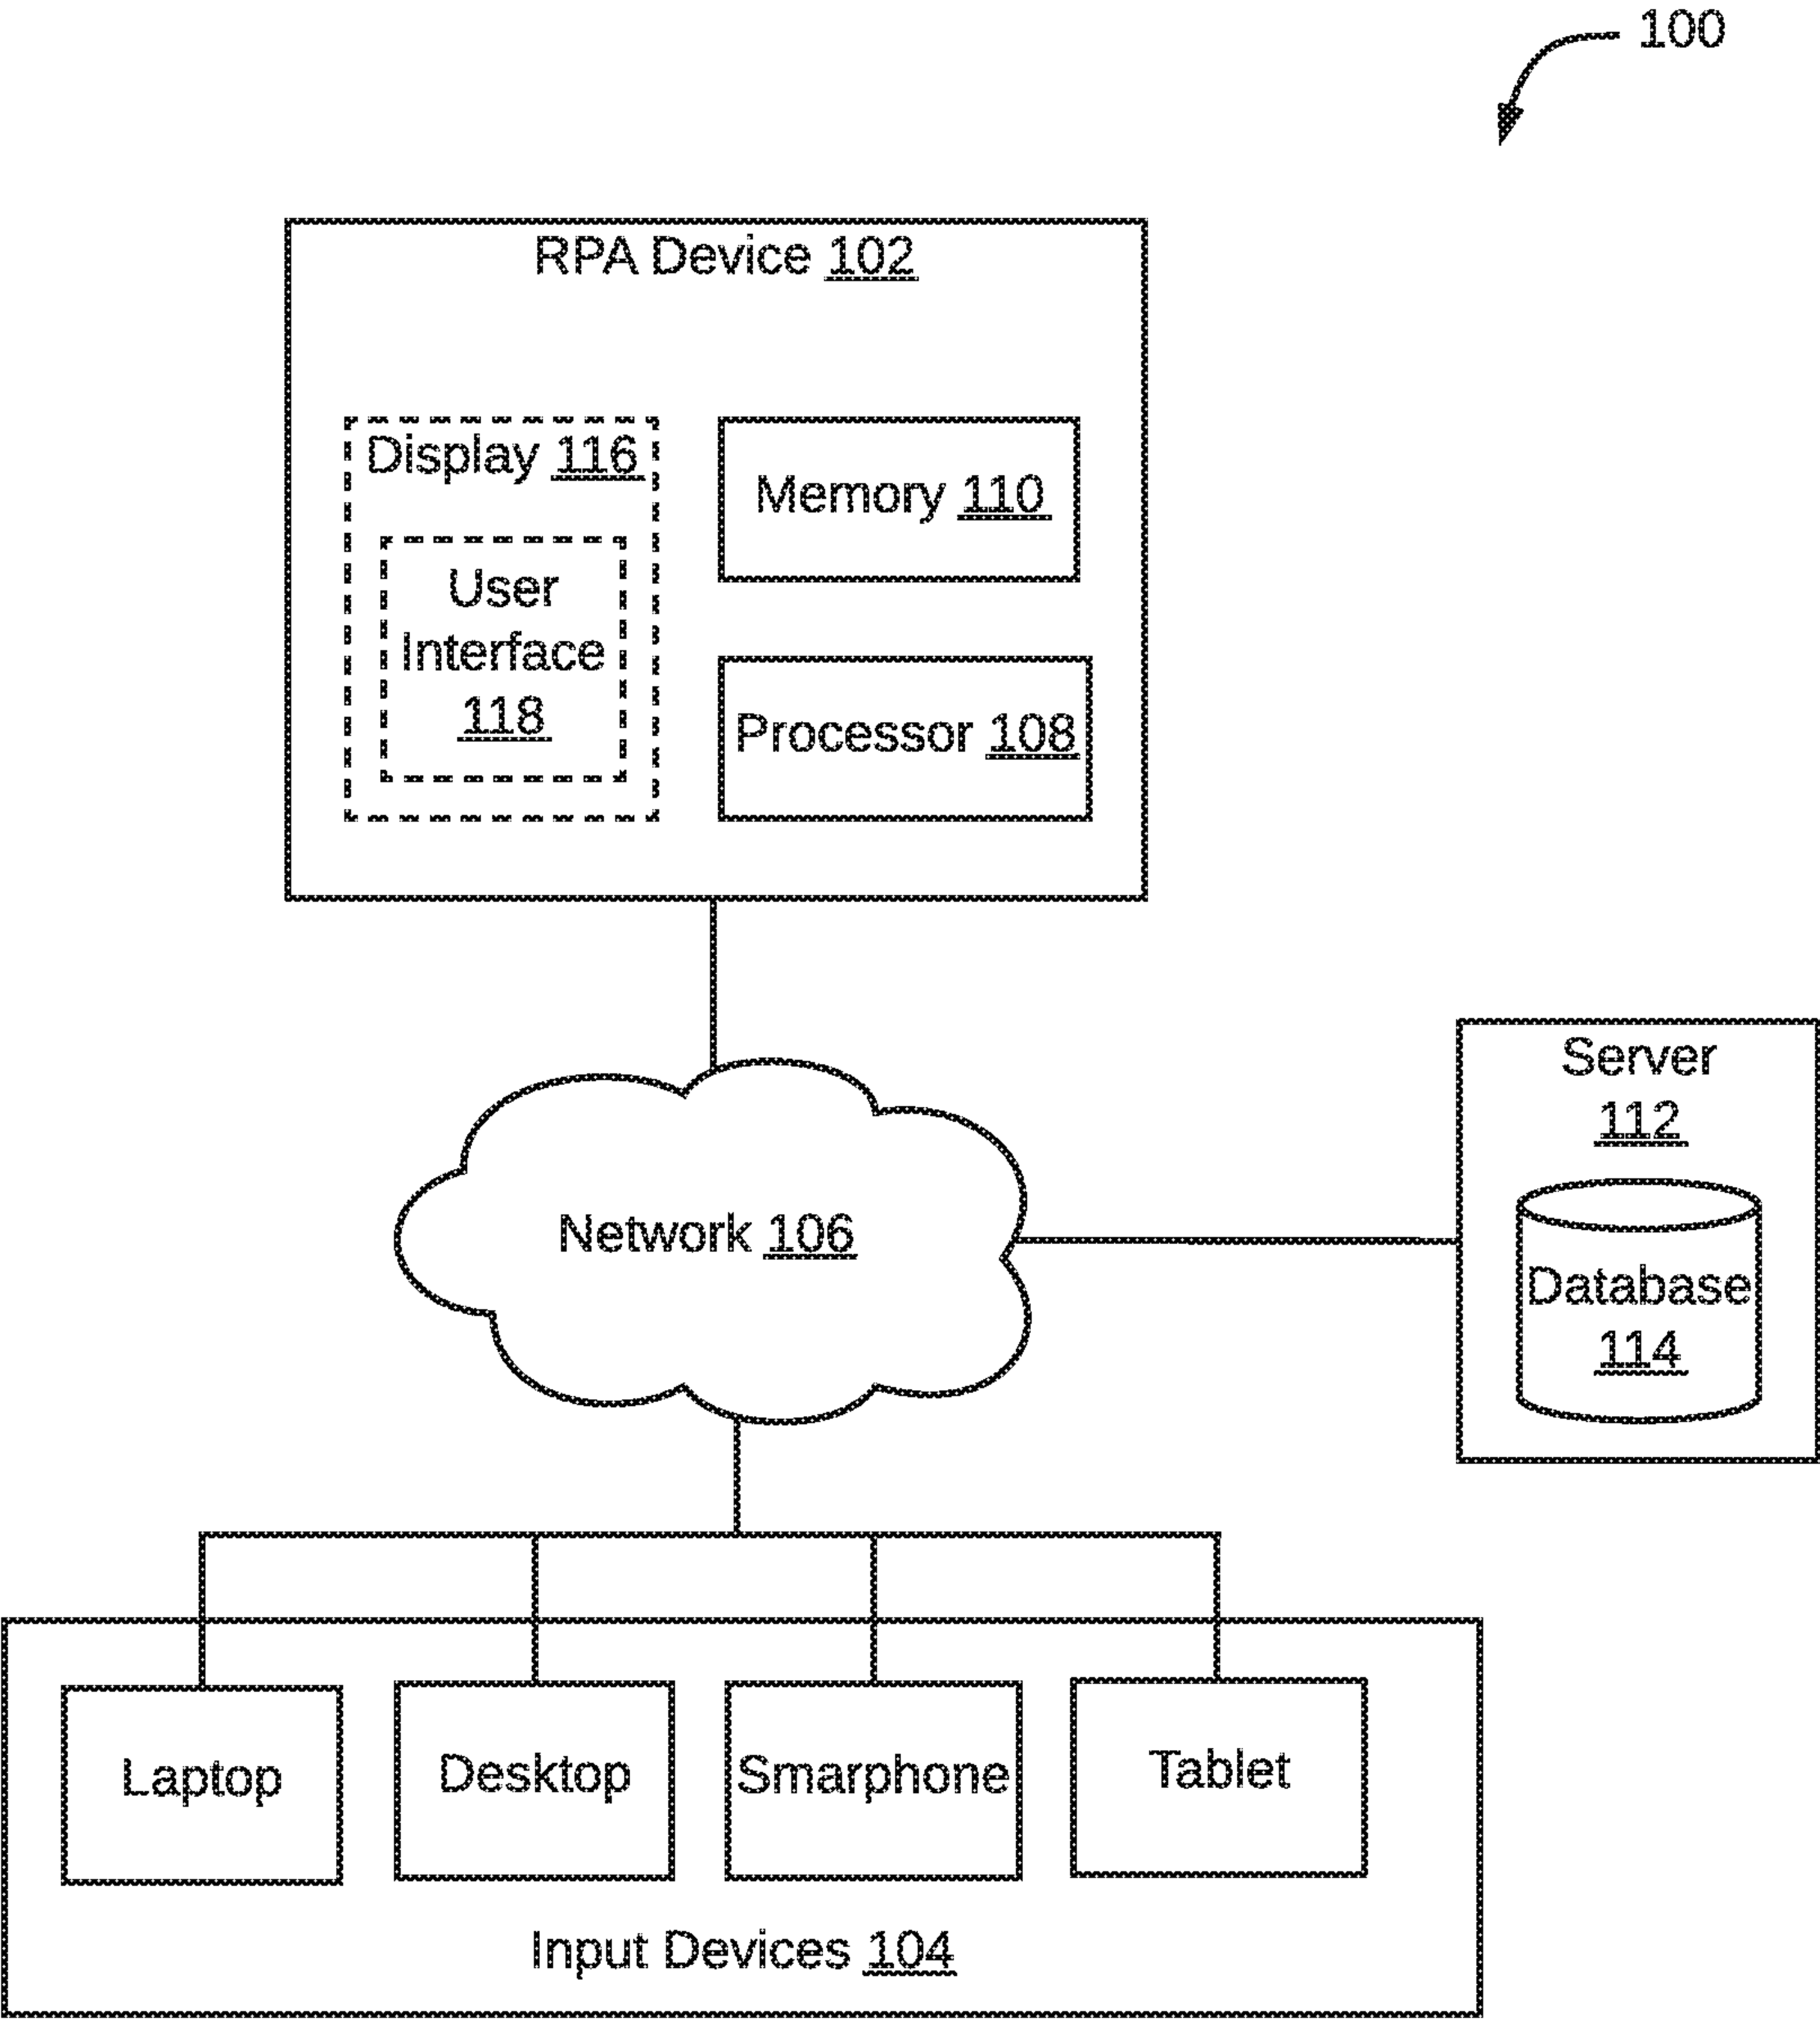 100
RPA Device 102
Display 116
Memory 110
User
Interface
118
Processor 108
Server
112
Network 106
Database
114
Laptop
Desktop
Smarphone
Tablet
Input Devices 104